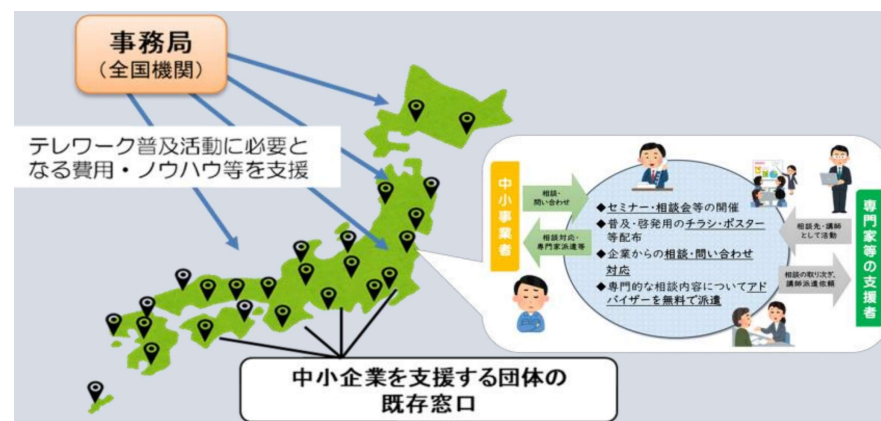 事務局
（全国機関）
テレワーク普及活動に必要と
なる費用・ノウハウ等を支援
中小事業者
相談・
問い合わせ
相談対応・
専門家派遣等
◆セミナー・相談会等の開催
◆普及・啓発用のチラシ・ポスター
等配布
◆企業からの相談・問い合わせ
対応
◆専門的な相談内容についてアド
バイザーを無料で派遣
相談先・講師
として活動
相談の取り次ぎ、
講師派遣依頼
専門家等の支援者
中小企業を支援する団体の
既存窓口